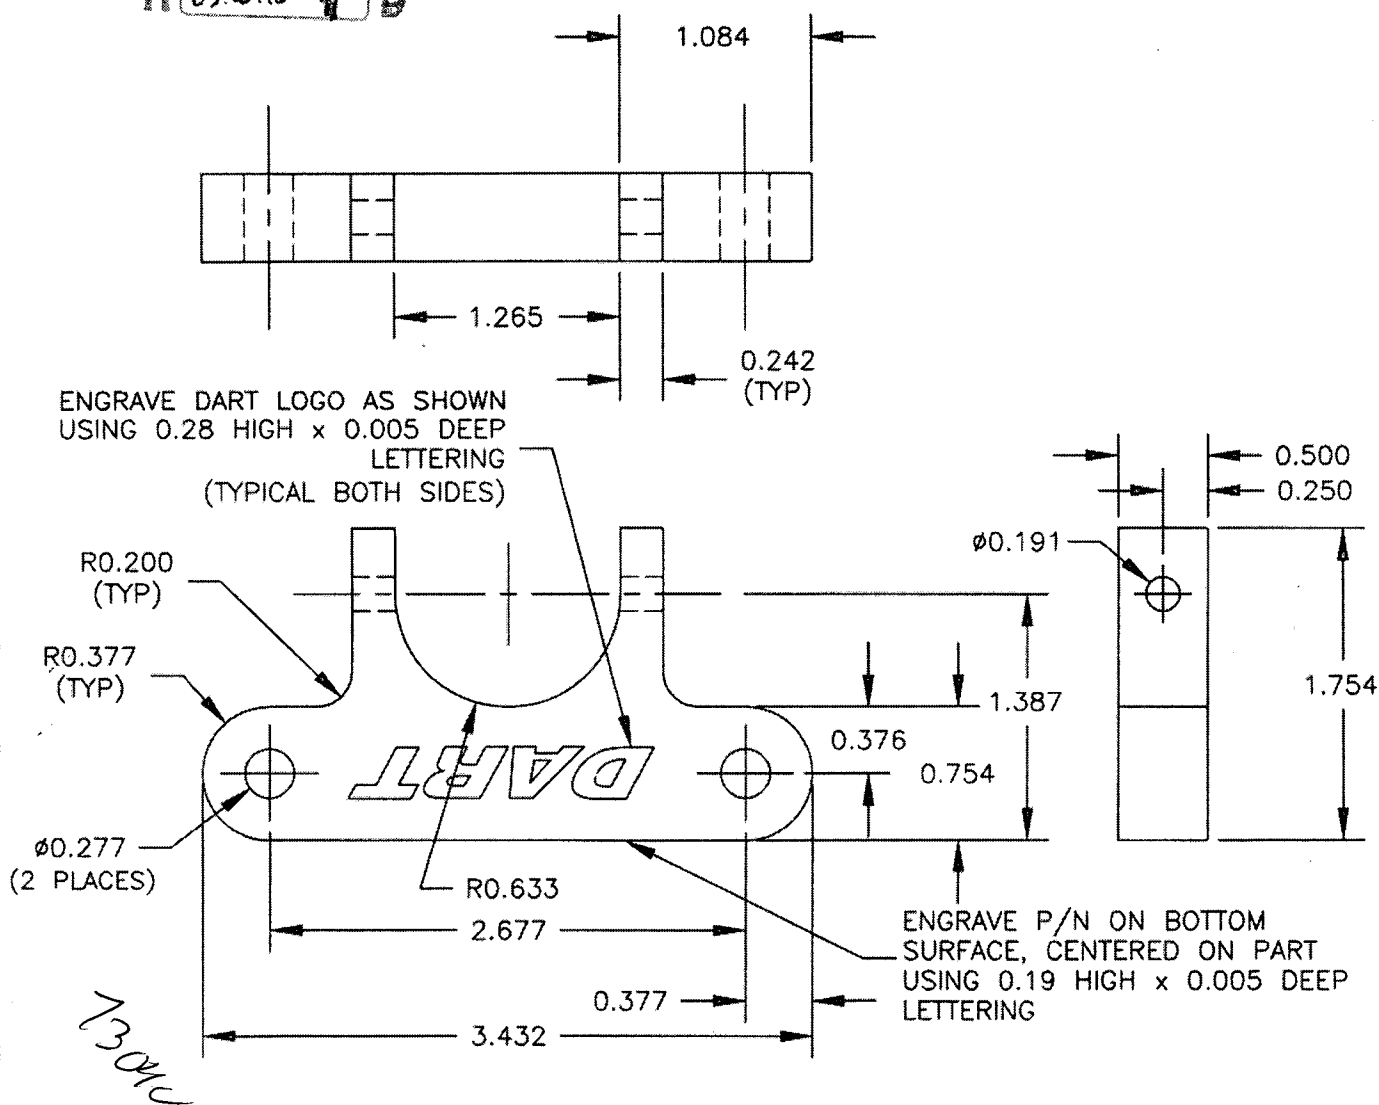 1.084
1.265
0.242
(TYP)
ENGRAVE DART LOGO AS SHOWN
USING 0.28 HIGH x 0.005 DEEP
LETTERING
(TYPICAL BOTH SIDES)
0.500
0.250
ø0.191
R0.200
(TYP)
R0.377
(TYP)
1.754
1.387
0.376
0.754
DART
ø0.277
(2 PLACES)
R0.633
2.677
ENGRAVE P/N ON BOTTOM
SURFACE, CENTERED ON PART
USING 0.19 HIGH x 0.005 DEEP
LETTERING
0.377
3.432